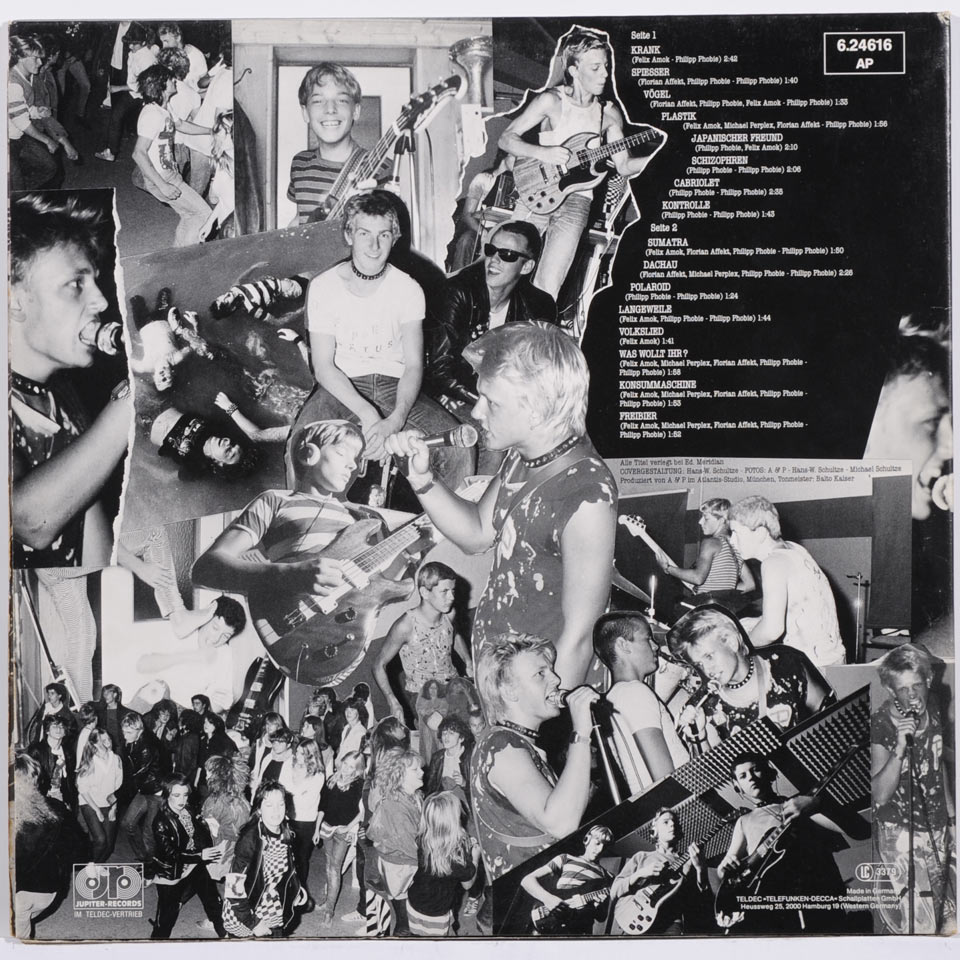 Seite 1
KRANK
(Felix Amok - Philipp Phobie) 2:42
SPIESSER
(Florian Affekt, Philipp Phobie - Philipp Phobie) 1:40
VÖGEL
(Florian Affekt, Philipp Phobie, Felix Amok - Philipp Phobie) 1:33
PLASTIK
(Felix Amok, Michael Perplex, Florian Affekt - Philipp Phobie) 1:56
JAPANISCHER FREUND
(Philipp Phobie, Felix Amok) 2:10
SCHIZOPHREN
(Philipp Phobie - Philipp Phobie) 2:06
CABRIOLET
(Philipp Phobie - Philipp Phobie) 2:38
KONTROLLE
(Philipp Phobie - Philipp Phobie) 1:43
Seite 2
SUMATRA
(Felix Amok, Florian Affekt, Philipp Phobie - Philipp Phobie) 1:50
DACHAU
(Florian Affekt, Michael Perplex, Philipp Phobie - Philipp Phobie) 2:26
POLAROID
(Philipp Phobie - Philipp Phobie) 1:24
LANGEWEILE
(Felix Amok, Philipp Phobie - Philipp Phobie) 1:44
VOLKSLIED
(Felix Amok) 1:41
WAS WOLLT IHR?
(Felix Amok, Michael Perplex, Florian Affekt, Philipp Phobie -
Philipp Phobie) 1:58
KONSUMMASCHINE
(Felix Amok, Michael Perplex, Florian Affekt, Philipp Phobie -
Philipp Phobie) 1:53
FREIBIER
(Felix Amok, Michael Perplex, Florian Affekt, Philipp Phobie -
Philipp Phobie) 1:52
6.24616
AP
Alle Titel verlegt bei Ed. Meridian
COVERGESTALTUNG: Hans-W. Schultze - FOTOS: A & P - Hans-W. Schultze - Michael Schultze
Produziert von A & P im Atlantis-Studio, München, Tonmeister: Balto Kaiser
JUPITER-RECORDS
IM TELDEC-VERTRIEB
LC 3379
Made in Germany
TELDEC »TELEFUNKEN-DECCA« Schallplatten GmbH
Heussweg 25, 2000 Hamburg 19 (Western Germany)